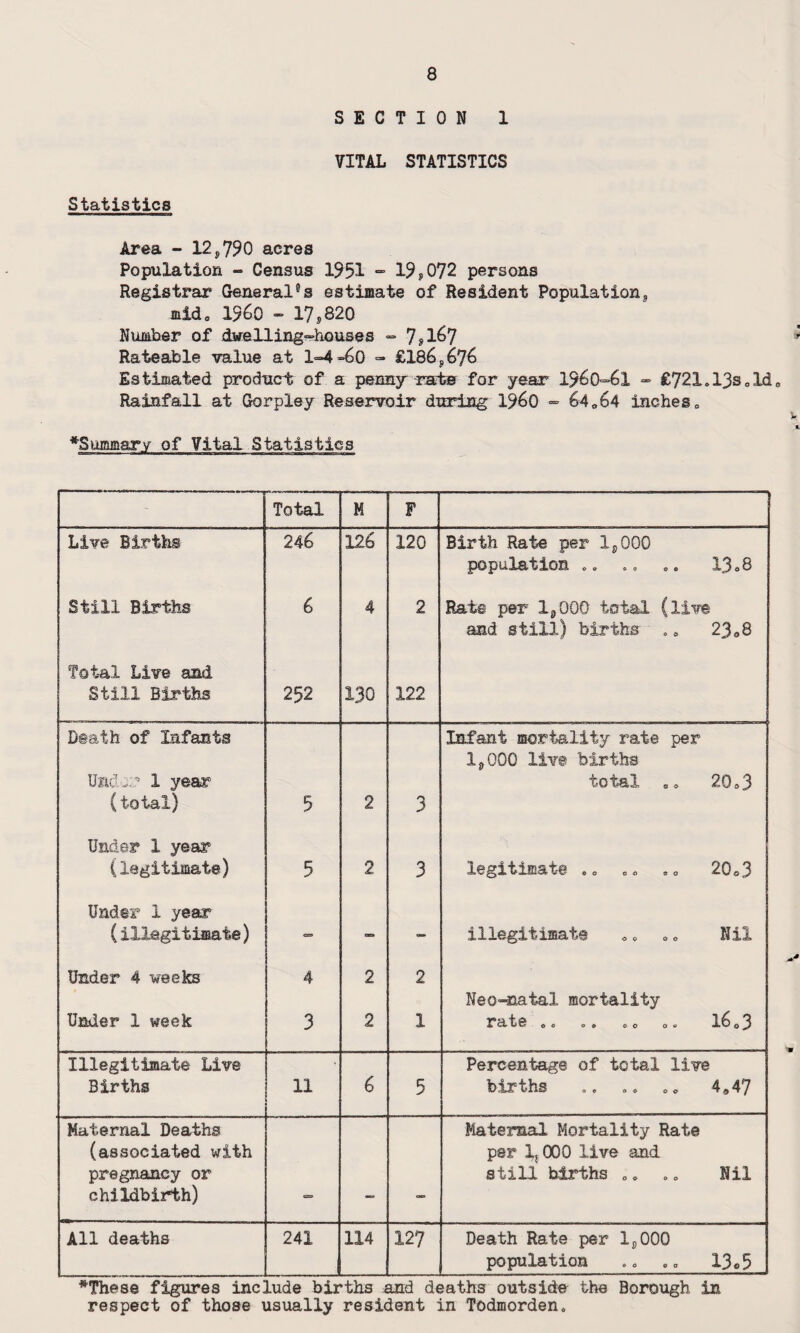 8
SECTION 1
VITAL STATISTICS
Statistics
Area - 12,790 acres
Population - Census 1951 - 19,072 persons
Registrar General's estimate of Resident Population,
mid. 1960 - 17,820
Number of dwelling-houses - 7,167
Rateable value at 1-4-60 - £186,676
Estimated product of a penny rate for year 1960-61 - £721.13s.1d.
Rainfall at Gorpley Reservoir during 1960 - 64.64 inches.
*Summary of Vital Statistics
Total M F
Live Births 246 126 120 Birth Rate per 1,000
population .. .. .. 13.8
Still Births 6 4 2 Rate per 1,000 total (live
and still) births .. 23.8
Total Live and
Still Births 252 130 122
Death of Infants Infant mortality rate per
1,000 live births
Under 1 year total .. 20.3
(total) 5 2 3
Under 1 year
(legitimate) 5 2 3 legitimate .. .. .. 20.3
Under 1 year
(illegitimate) - - - illegitimate .. .. Nil
Under 4 weeks 4 2 2
Neo-natal mortality
Under 1 week 3 2 1 rate .. .. .. .. 16.3
Illegitimate Live Percentage of total live
Births 11 6 5 births .. .. .. 4.47
Maternal Deaths Maternal Mortality Rate
(associated with per 1,000 live and
pregnancy or still births .. .. Nil
childbirth) - - -
All deaths 241 114 127 Death Rate per 1,000
population .. .. 13.5
*These figures include births and deaths outside the Borough in
respect of those usually resident in Todmorden.